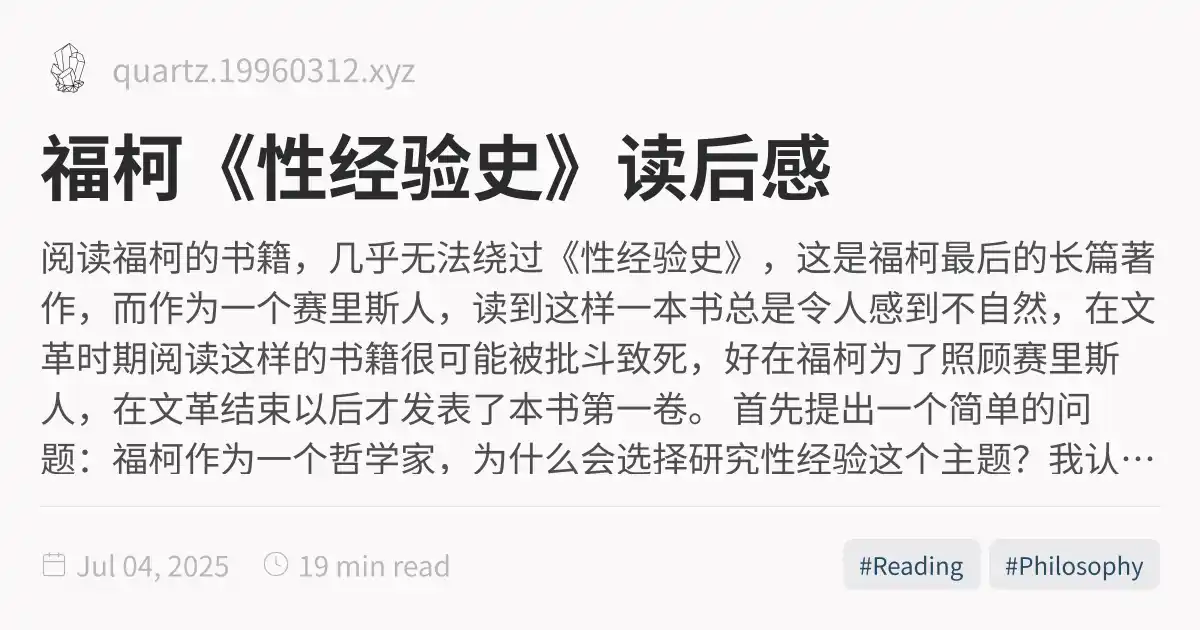 quartz.19960312.xyz
福柯《性经验史》读后感
阅读福柯的书籍，几乎无法绕过《性经验史》，这是福柯最后的长篇著
作，而作为一个赛里斯人，读到这样一本书总是令人感到不自然，在文
革时期阅读这样的书籍很可能被批斗致死，好在福柯为了照顾赛里斯
人，在文革结束以后才发表了本书第一卷。 首先提出一个简单的问
题：福柯作为一个哲学家，为什么会选择研究性经验这个主题？我认…
Jul 04, 2025 19 min read #Reading #Philosophy